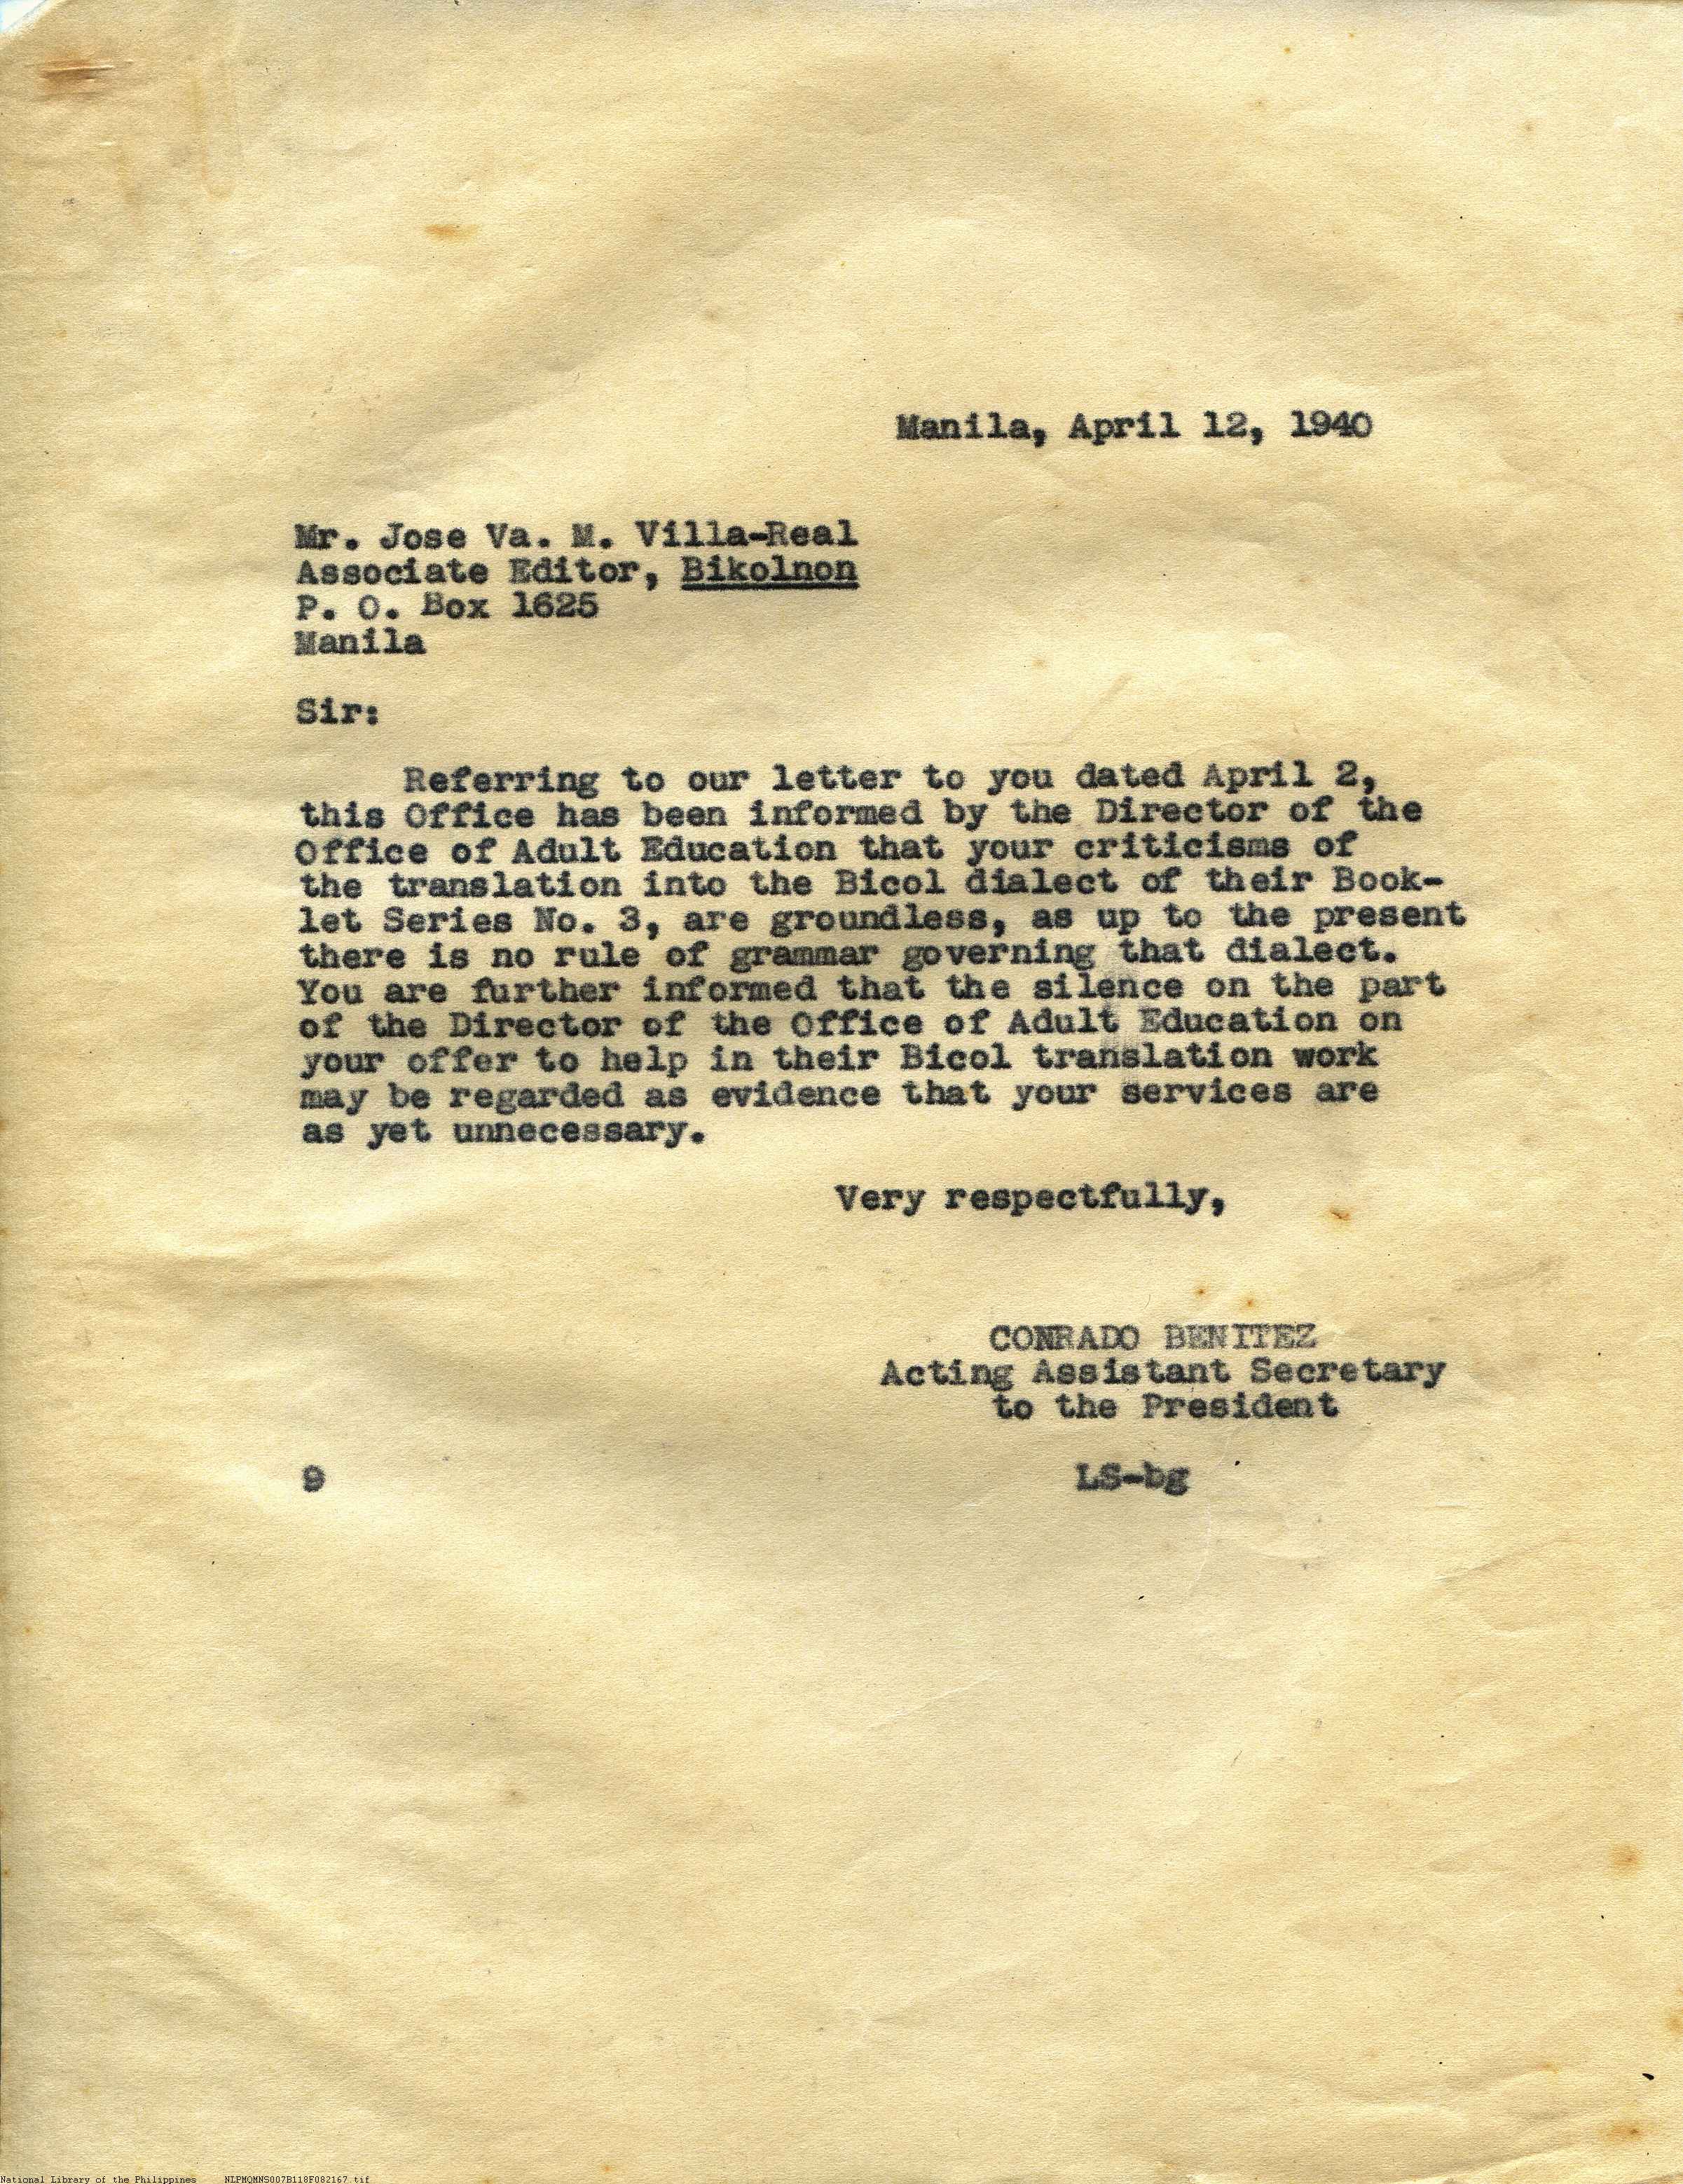 Manila, April 12, 1940
Mr. Jose Va. M. Villa-Real
Associate Editor, Bikolnon
P. O. Box 1625
Manila
Sir:
Referring to our letter to you dated April 2,
this Office has been informed by the Director of the
Office of Adult Education that your criticisms of
the translation into the Bicol dialect of their Book-
let Series No. 3, are groundless, as up to the present
there is no rule of grammar governing that dialect.
You are further informed that the silence on the part
of the Director of the Office of Adult Education on
your offer to help in their Bicol translation work
may be regarded as evidence that your services are
as yet unnecessary.
Very respectfully,
CONRADO BENITEZ
Acting Assistant Secretary
to the President
9 LS-bg
National Library of the Philippines NLPMQMNS007B118F082167.tif